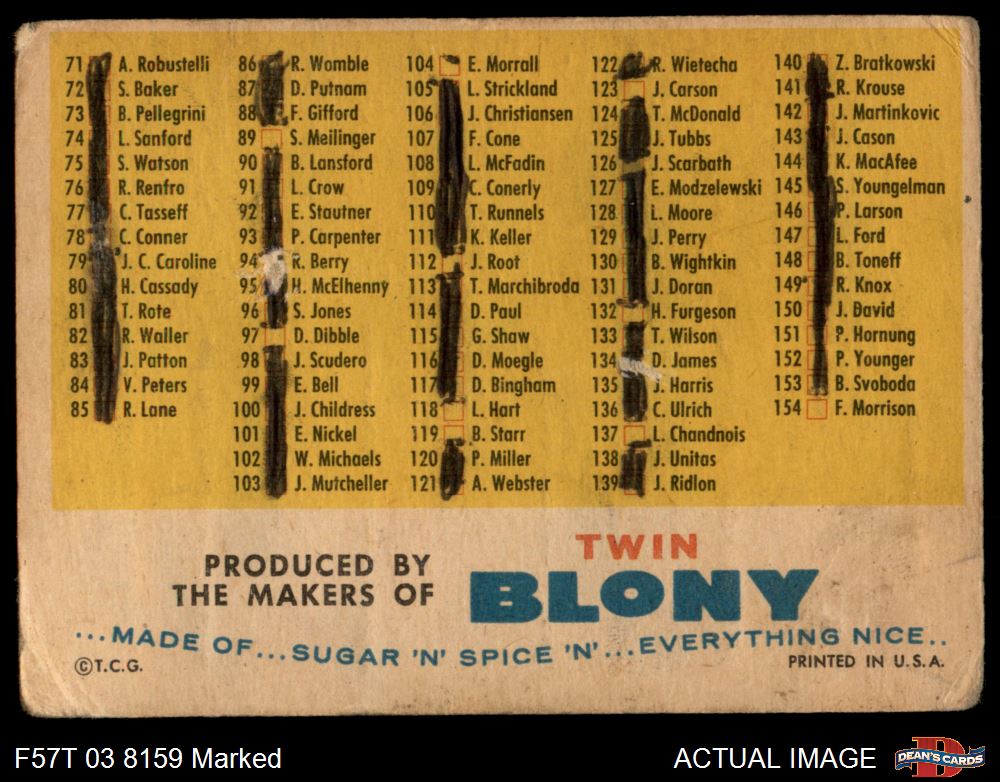 71 A. Robustelli
72 S. Baker
73 B. Pellegrini
74 L. Sanford
75 S. Watson
76 R. Renfro
77 C. Tasseff
78 C. Conner
79 J. C. Caroline
80 H. Cassady
81 T. Rote
82 R. Waller
83 J. Patton
84 V. Peters
85 R. Lane
86 R. Womble
87 D. Putnam
88 F. Gifford
89 S. Meilinger
90 B. Lansford
91 L. Crow
92 E. Stautner
93 P. Carpenter
94 R. Berry
95 H. McElhenny
96 S. Jones
97 D. Dibble
98 J. Scudero
99 E. Bell
100 J. Childress
101 E. Nickel
102 W. Michaels
103 J. Mutcheller
104 E. Morrall
105 L. Strickland
106 J. Christiansen
107 F. Cone
108 L. McFadin
109 C. Conerly
110 T. Runnels
111 K. Keller
112 J. Root
113 T. Marchibroda
114 D. Paul
115 G. Shaw
116 D. Moegle
117 D. Bingham
118 L. Hart
119 B. Starr
120 P. Miller
121 A. Webster
122 R. Wietecha
123 J. Carson
124 T. McDonald
125 J. Tubbs
126 J. Scarbath
127 E. Modzelewski
128 L. Moore
129 J. Perry
130 B. Wightkin
131 J. Doran
132 H. Furgeson
133 T. Wilson
134 D. James
135 J. Harris
136 C. Ulrich
137 L. Chandnois
138 J. Unitas
139 J. Ridlon
140 Z. Bratkowski
141 R. Krouse
142 J. Martinkovic
143 J. Cason
144 K. MacAfee
145 S. Youngelman
146 P. Larson
147 L. Ford
148 B. Toneff
149 R. Knox
150 J. David
151 P. Hornung
152 P. Younger
153 B. Svoboda
154 F. Morrison
PRODUCED BY
THE MAKERS OF
TWIN
BLONY
...MADE OF...SUGAR 'N' SPICE 'N'...EVERYTHING NICE..
©T.C.G.
PRINTED IN U.S.A.
F57T 03 8159 Marked
ACTUAL IMAGE
D
DEAN'S CARDS